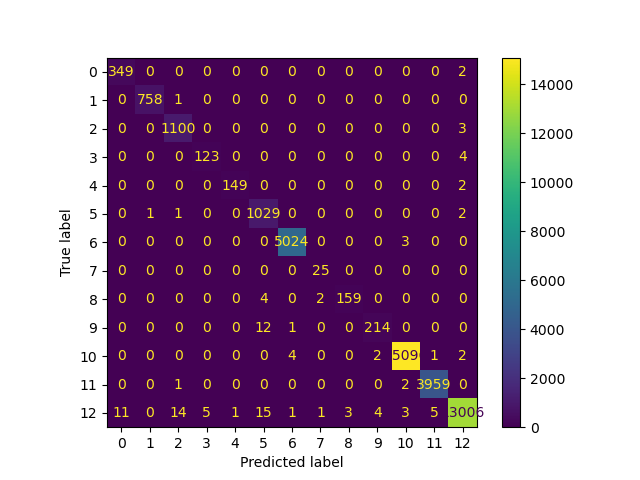 0 349 0 0 0 0 0 0 0 0 0 0 0 2
1 0 758 1 0 0 0 0 0 0 0 0 0 0
2 0 0 1100 0 0 0 0 0 0 0 0 0 3
3 0 0 0 123 0 0 0 0 0 0 0 0 4
4 0 0 0 0 149 0 0 0 0 0 0 0 2
5 0 1 1 0 0 1029 0 0 0 0 0 0 2
6 0 0 0 0 0 0 5024 0 0 0 3 0 0
7 0 0 0 0 0 0 0 25 0 0 0 0 0
8 0 0 0 0 0 4 0 2 159 0 0 0 0
9 0 0 0 0 0 12 1 0 0 214 0 0 0
10 0 0 0 0 0 0 4 0 0 2 509 1 2
11 0 0 1 0 0 0 0 0 0 0 2 3959 0
12 11 0 14 5 1 15 1 1 3 4 3 5 3006
0 1 2 3 4 5 6 7 8 9 10 11 12
Predicted label
True label
14000
12000
10000
8000
6000
4000
2000
0